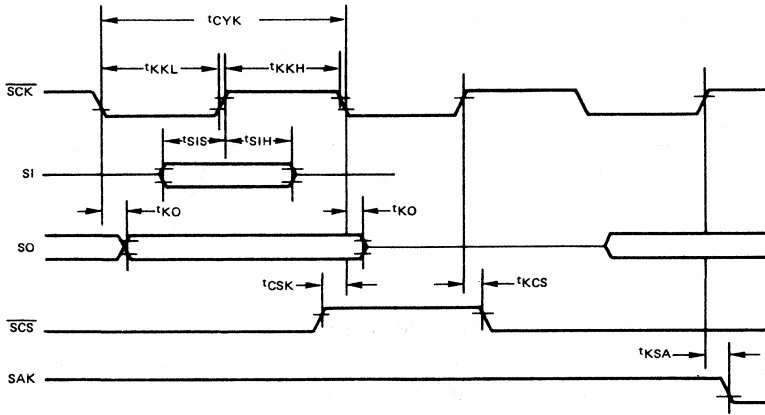 tCYK
tKKL tKKH
SCK
tSIS tSIH
SI
tKO tKO
SO
tCSK tKCS
SCS
tKSA
SAK